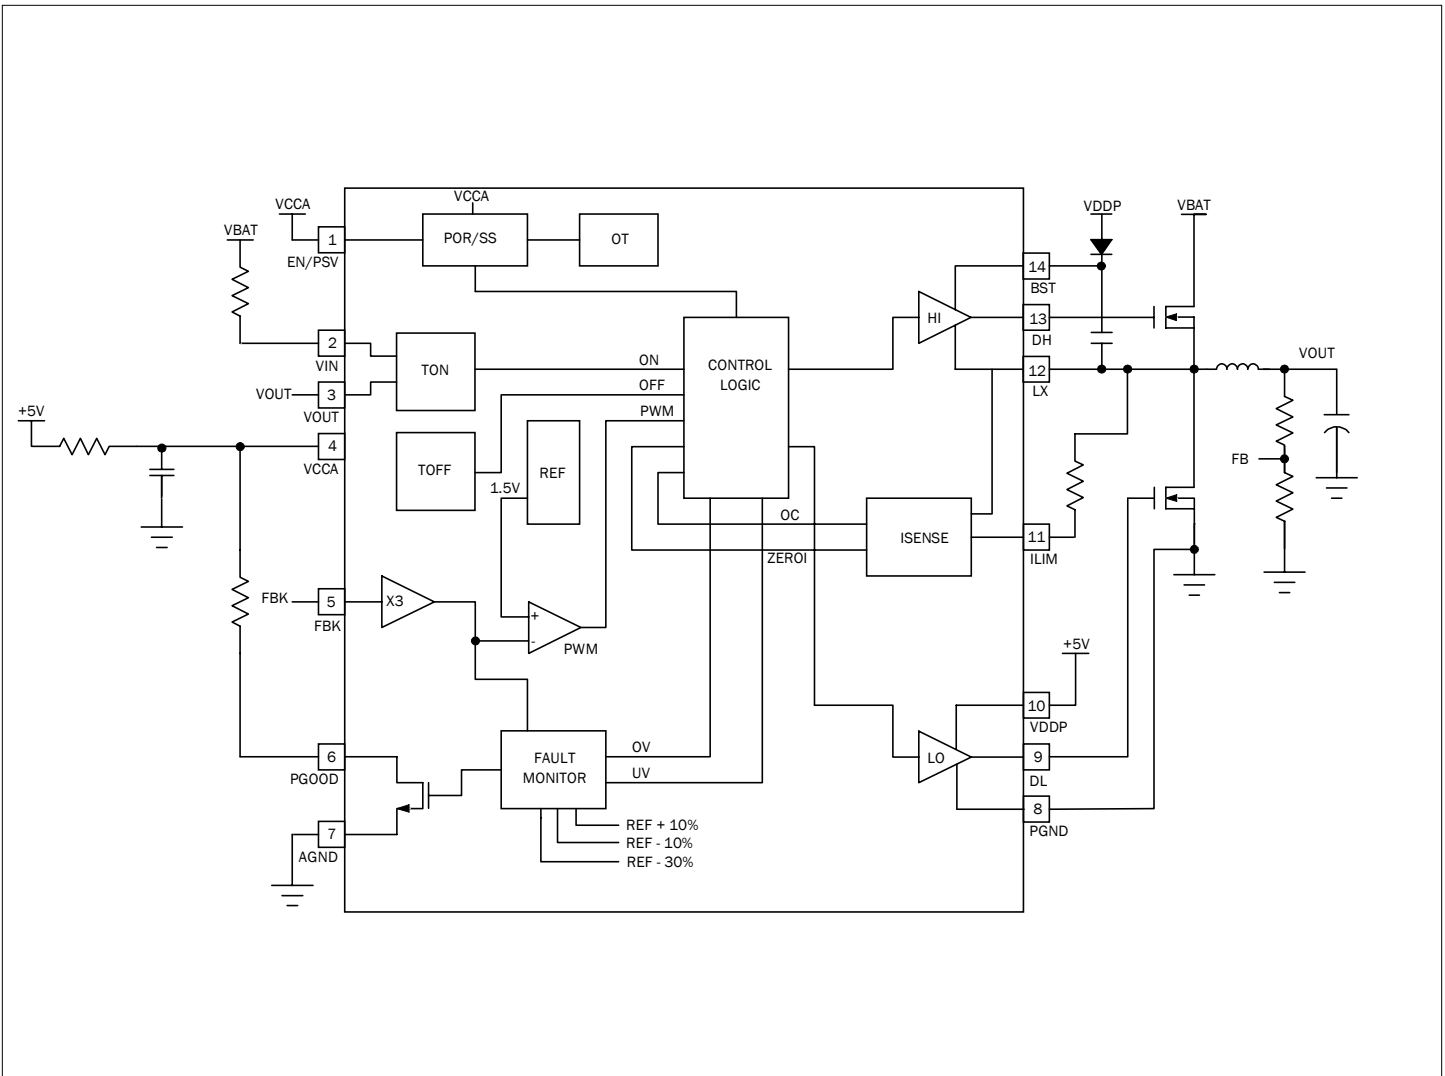 VCCA
VCCA
VDDP
VBAT
VBAT
1
POR/SS
OT
EN/PSV
14
BST
HI
13
DH
2
VIN
TON
ON
CONTROL
LOGIC
VOUT
12
LX
OFF
VOUT
3
VOUT
PWM
+5V
4
VCCA
TOFF
REF
FB
1.5V
OC
ISENSE
11
ILIM
ZEROI
FBK
5
FBK
X3
+
-
PWM
+5V
10
VDDP
6
PGOOD
FAULT
MONITOR
OV
UV
LO
9
DL
8
PGND
7
AGND
REF + 10%
REF - 10%
REF - 30%